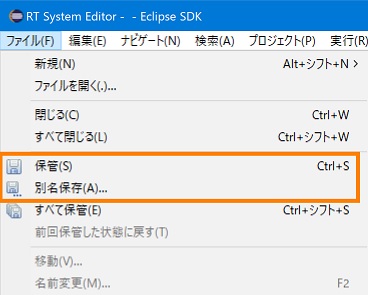 RT System Editor - - Eclipse SDK
ファイル(F) 編集(E) ナビゲート(N) 検索(A) プロジェクト(P) 実行(R)
新規(N) Alt+シフト+N >
ファイルを開く(.)...
閉じる(C) Ctrl+W
すべて閉じる(L) Ctrl+シフト+W
保管(S) Ctrl+S
別名保存(A)...
すべて保管(E) Ctrl+シフト+S
前回保管した状態に戻す(T)
移動(V)...
名前変更(M)... F2